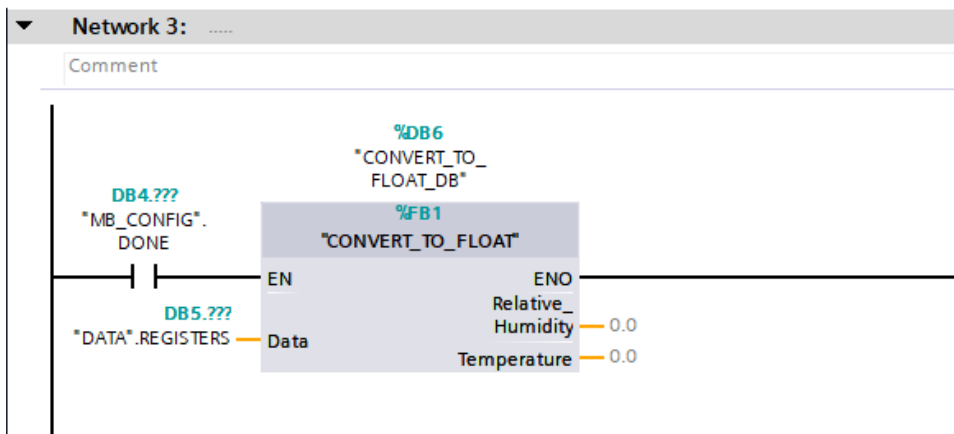 Network 3: .....
Comment
%DB6
"CONVERT_TO_
FLOAT_DB"
DB4.???
"MB_CONFIG".
DONE
%FB1
"CONVERT_TO_FLOAT"
EN
ENO
DB5.???
"DATA".REGISTERS
Data
Relative_
Humidity
0.0
Temperature
0.0